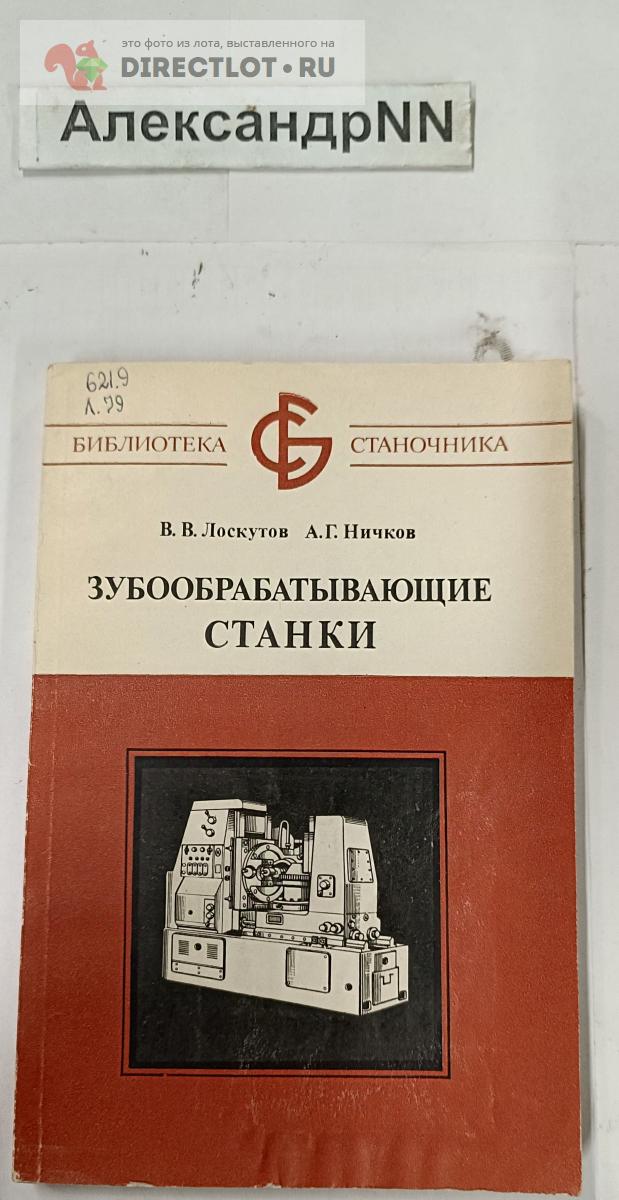 это фото из лота, выставленного на
DIRECTLOT.RU
АлександрNN
621.9
Л.79
БИБЛИОТЕКА СТАНОЧНИКА
В. В. Лоскутов А. Г. Ничков
ЗУБООБРАБАТЫВАЮЩИЕ
СТАНКИ